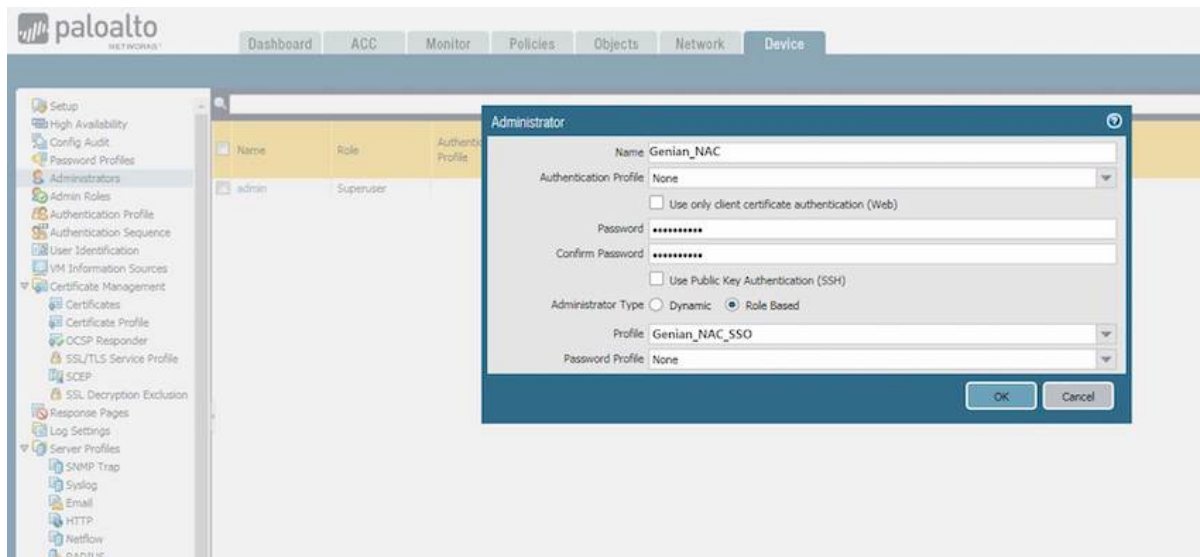 paloalto
NETWORKS
Dashboard ACC Monitor Policies Objects Network Device
Setup
High Availability
Config Audit
Password Profiles
Administrators
Admin Roles
Authentication Profile
Authentication Sequence
User Identification
VM Information Sources
Certificate Management
Certificates
Certificate Profile
OCSP Responder
SSL/TLS Service Profile
SCEP
SSL Decryption Exclusion
Response Pages
Log Settings
Server Profiles
SNMP Trap
Syslog
Email
HTTP
Netflow
RADIUS
Name Role Authentic
Profile
admin Superuser
Administrator
Name Genian_NAC
Authentication Profile None
Use only client certificate authentication (Web)
Password ••••••••••
Confirm Password ••••••••••
Use Public Key Authentication (SSH)
Administrator Type Dynamic Role Based
Profile Genian_NAC_SSO
Password Profile None
OK Cancel